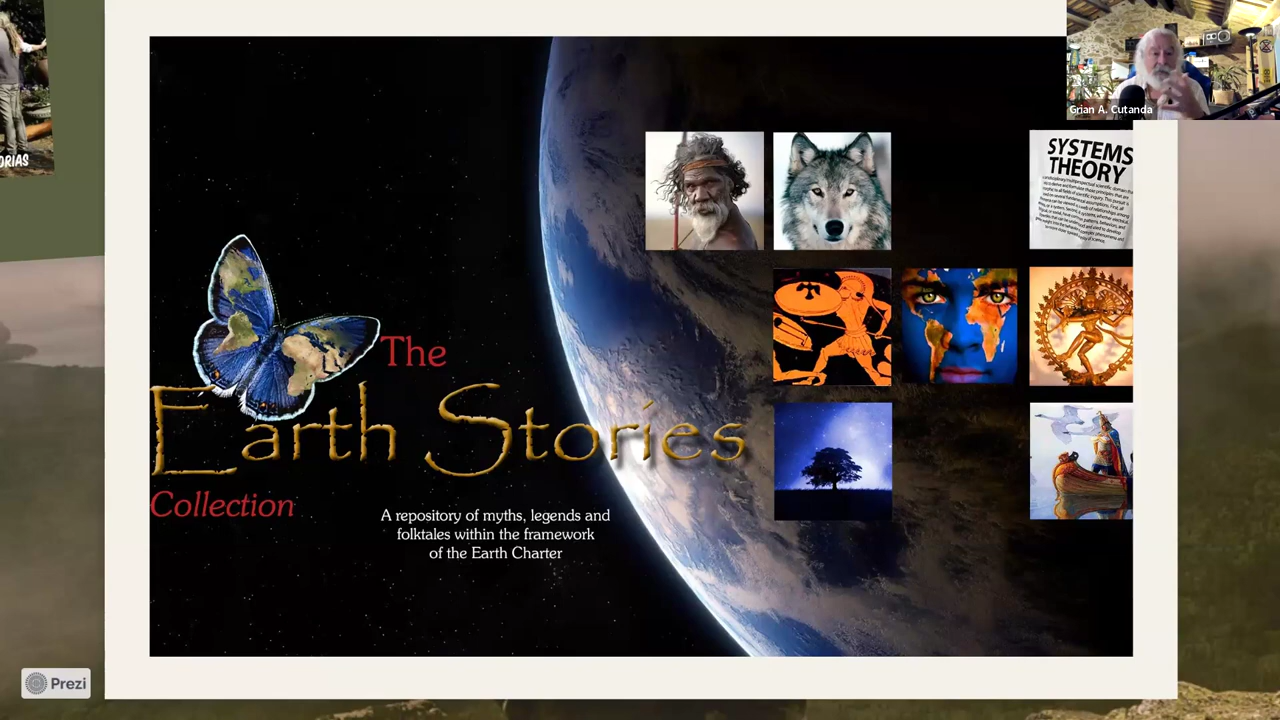 ORIAS
Grian A. Cutanda
SYSTEMS
THEORY
The
Earth Stories
Collection
A repository of myths, legends and
folktales within the framework
of the Earth Charter
Prezi